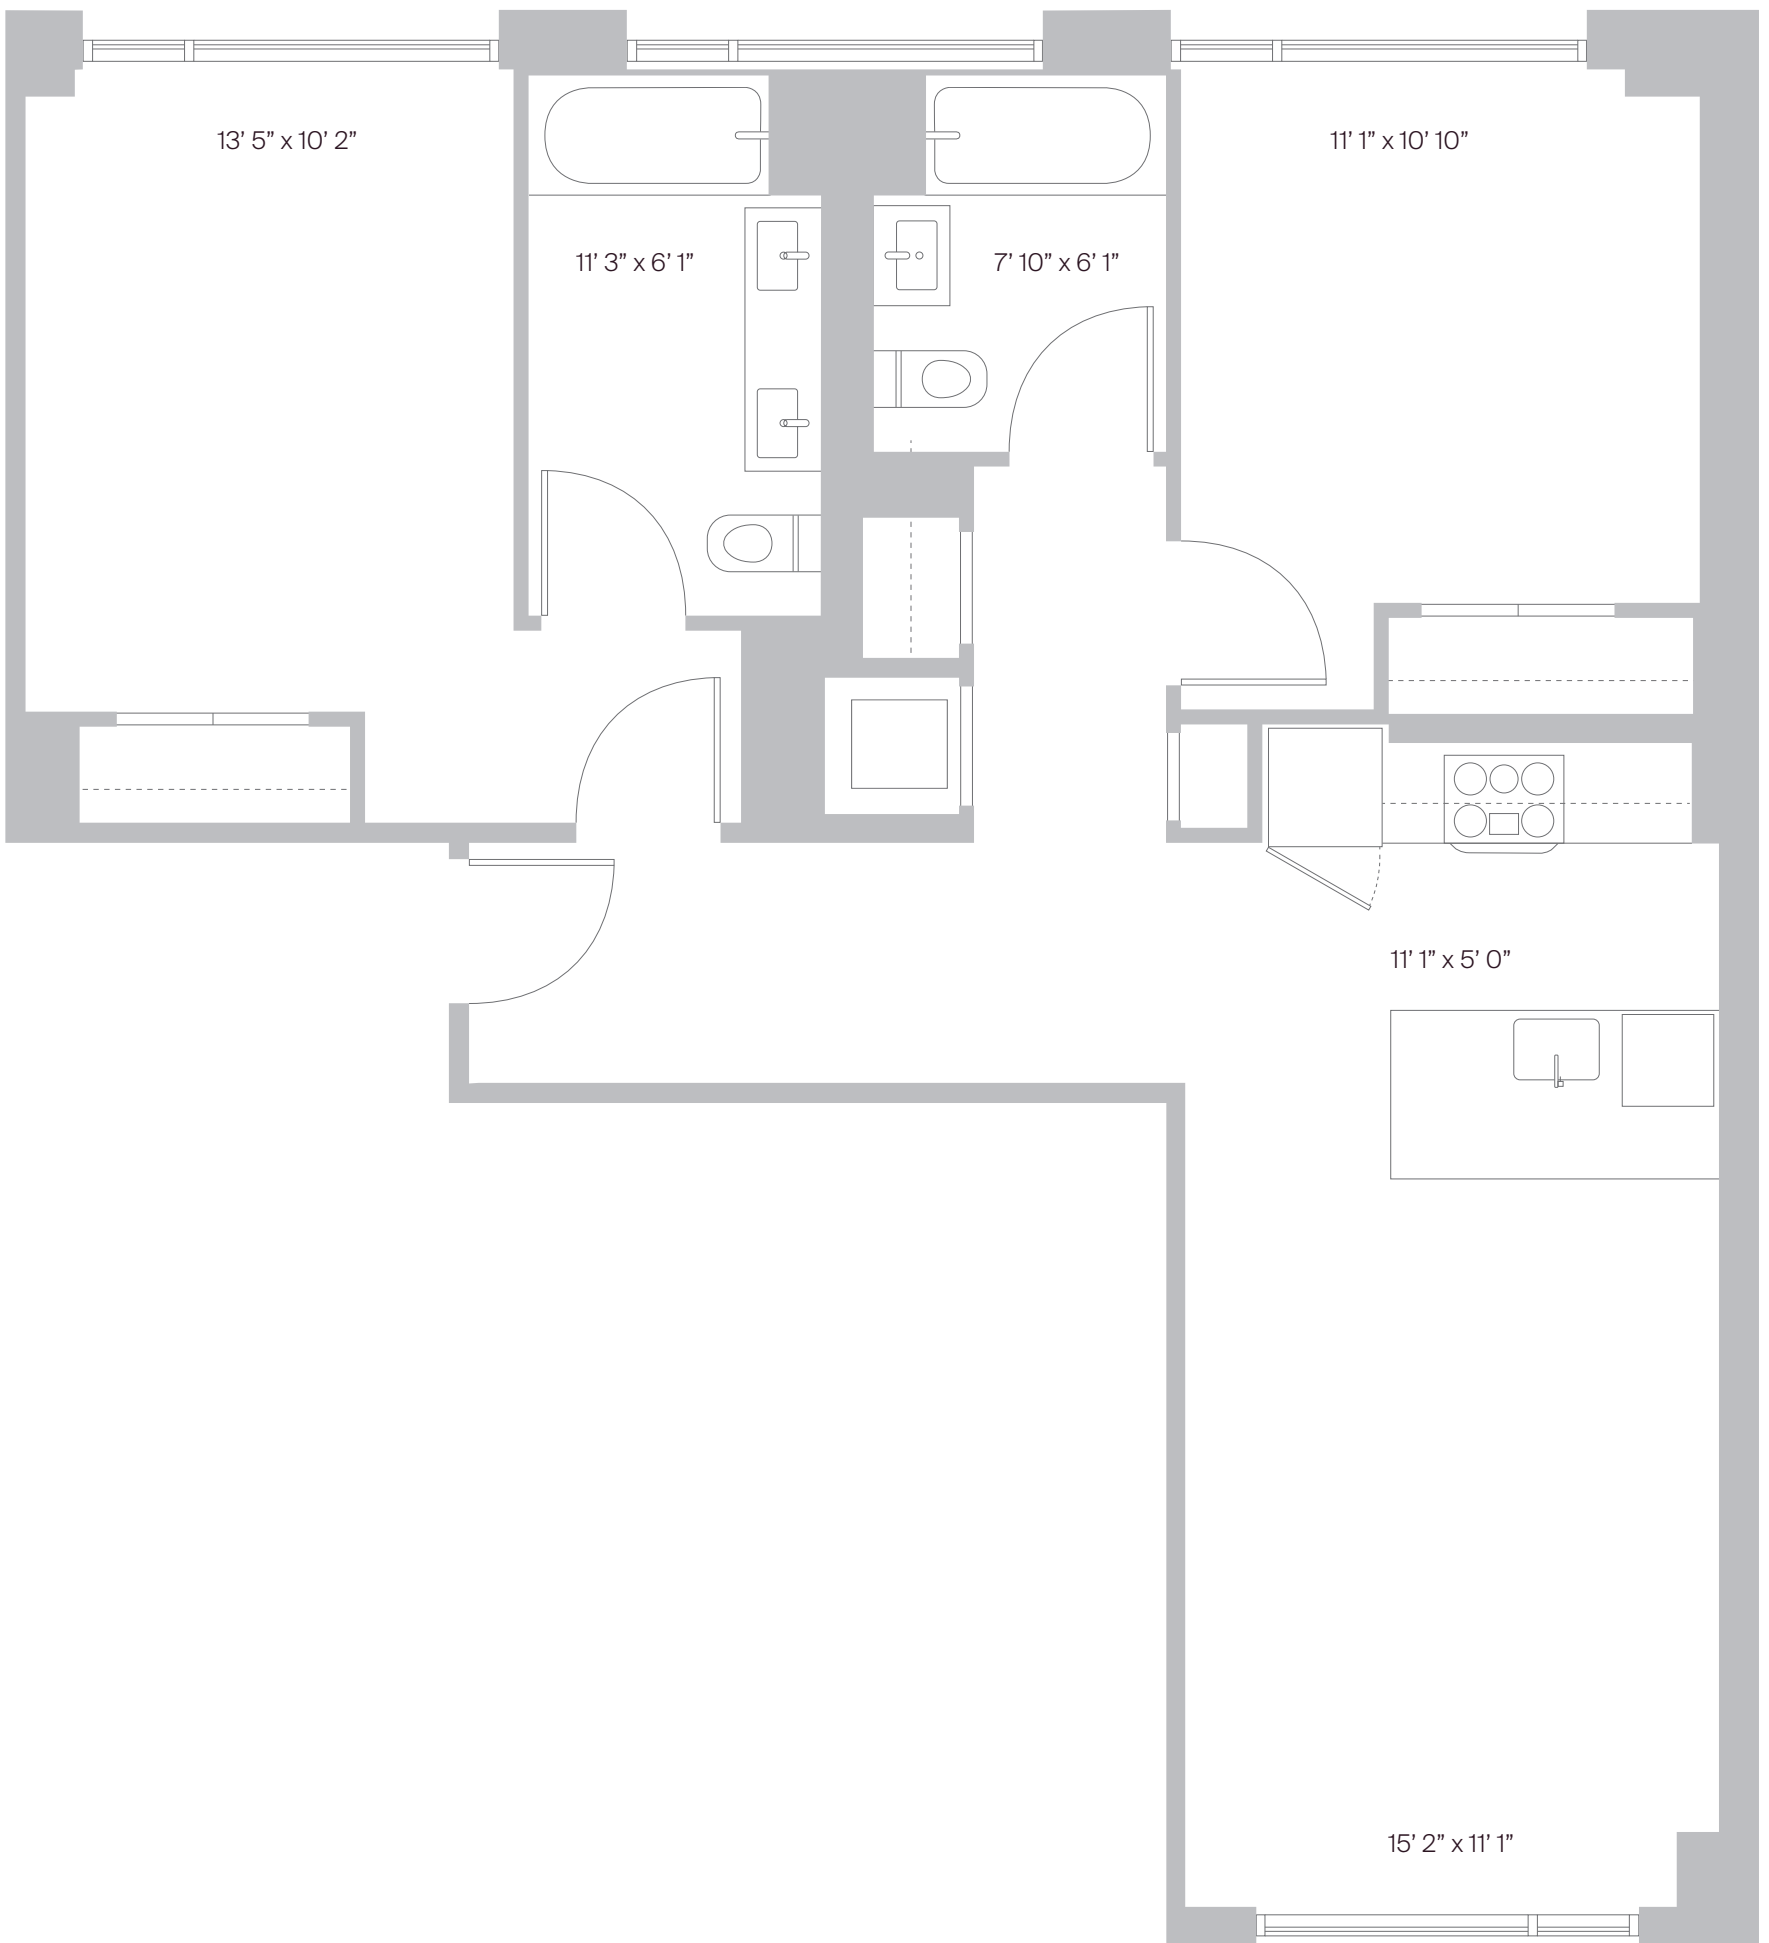 13’ 5” x 10’ 2”
11’ 1” x 10’ 10”
11’ 3” x 6’ 1”
7’ 10” x 6’ 1”
11’ 1” x 5’ 0”
15’ 2” x 11’ 1”